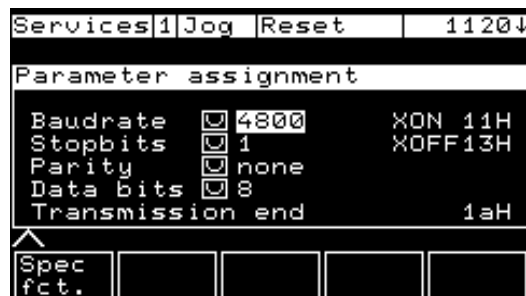 Services 1 Jog Reset 1120↓
Parameter assignment
Baudrate 4800 XON 11H
Stopbits 1 XOFF13H
Parity none
Data bits 8
Transmission end 1aH
Spec
fct.